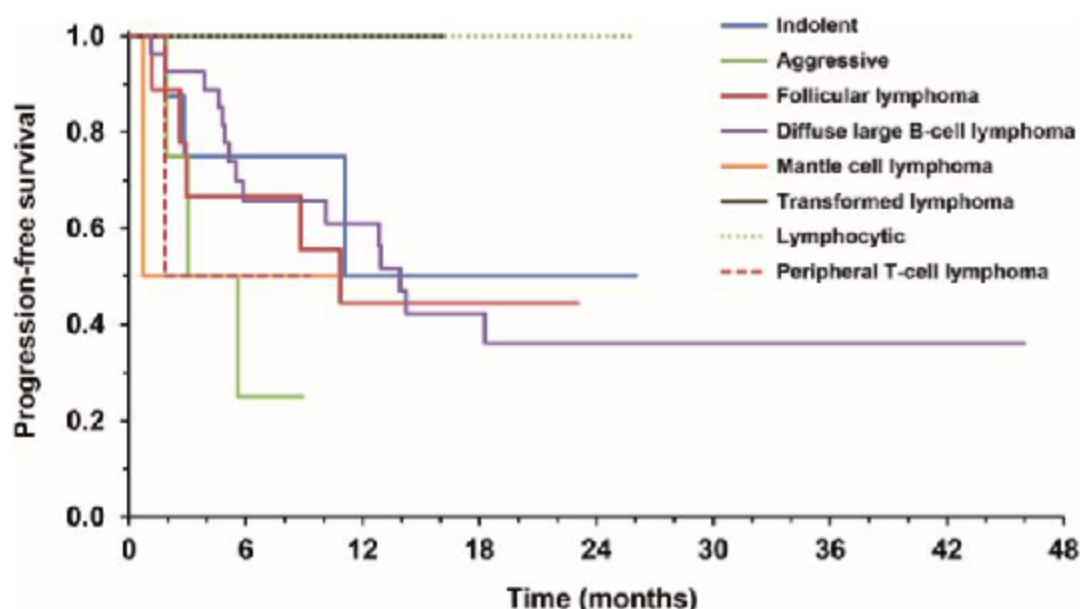 Indolent
Aggressive
Follicular lymphoma
Diffuse large B-cell lymphoma
Mantle cell lymphoma
Transformed lymphoma
Lymphocytic
Peripheral T-cell lymphoma
Progression-free survival
1.0
0.8
0.6
0.4
0.2
0.0
0 6 12 18 24 30 36 42 48
Time (months)